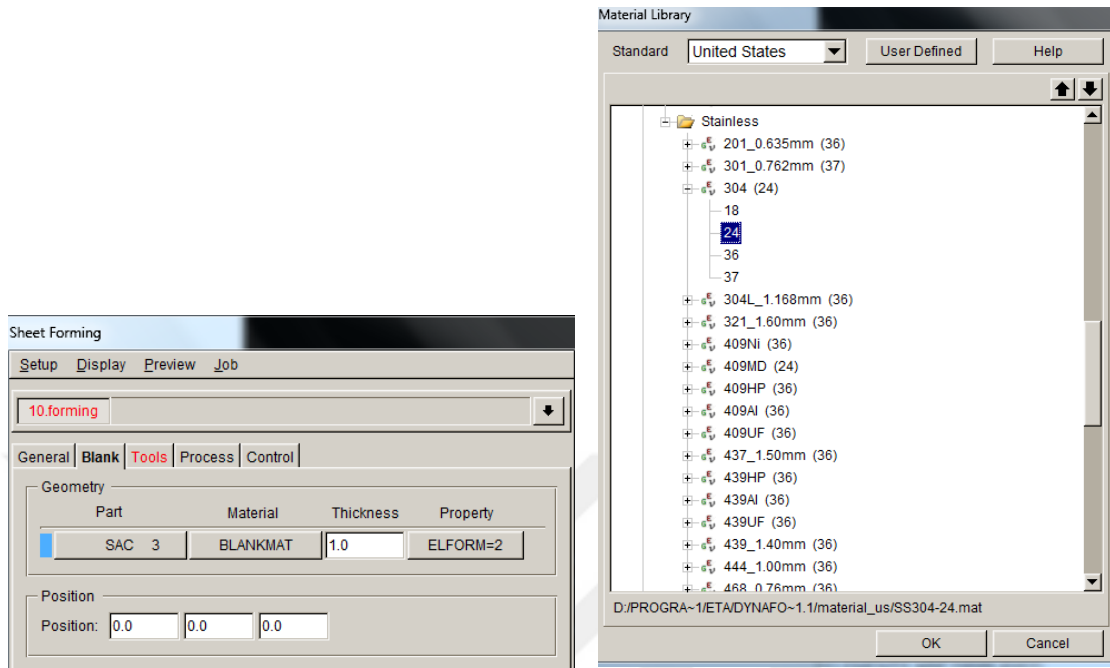 Sheet Forming
Setup Display Preview Job
10.forming
General Blank Tools Process Control
Geometry
Part Material Thickness Property
SAC 3 BLANKMAT 1.0 ELFORM=2
Position
Position: 0.0 0.0 0.0
Material Library
Standard United States User Defined Help
Stainless
201_0.635mm (36)
301_0.762mm (37)
304 (24)
18
24
36
37
304L_1.168mm (36)
321_1.60mm (36)
409Ni (36)
409MD (24)
409HP (36)
409Al (36)
409UF (36)
437_1.50mm (36)
439HP (36)
439Al (36)
439UF (36)
439_1.40mm (36)
444_1.00mm (36)
468_0.76mm (36)
D:/PROGRA~1/ETA/DYNAFO~1.1/material_us/SS304-24.mat
OK Cancel